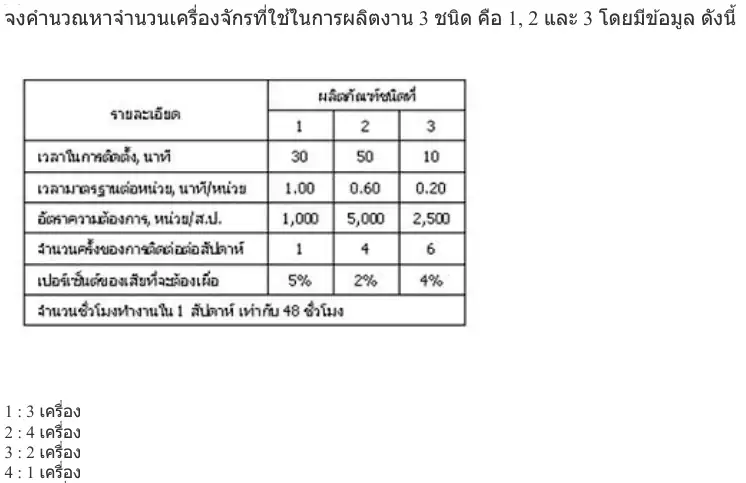 จงคำนวณหาจำนวนเครื่องจักรที่ใช้ในการผลิตงาน 3 ชนิด คือ 1, 2 และ 3 โดยมีข้อมูล ดังนี้
รายละเอียด ผลิตภัณฑ์ชนิดที่
1 2 3
เวลาในการติดตั้ง, นาที 30 50 10
เวลามาตรฐานต่อหน่วย, นาที/หน่วย 1.00 0.60 0.20
อัตราความต้องการ, หน่วย/ส.ป. 1,000 5,000 2,500
จำนวนครั้งของการติดต่อต่อสัปดาห์ 1 4 6
เปอร์เซ็นต์ของเสียที่จะต้องเผื่อ 5% 2% 4%
จำนวนชั่วโมงทำงานใน 1 สัปดาห์ เท่ากับ 48 ชั่วโมง
1 : 3 เครื่อง
2 : 4 เครื่อง
3 : 2 เครื่อง
4 : 1 เครื่อง